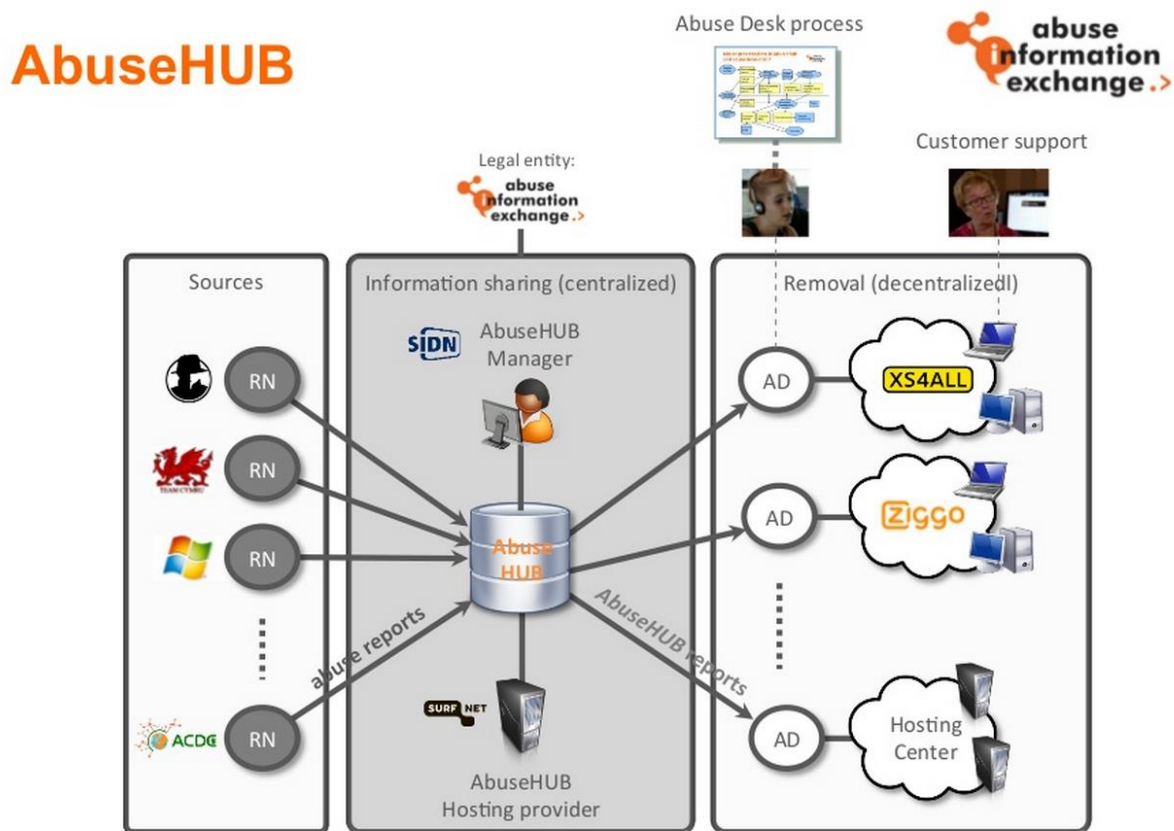 AbuseHUB
Abuse Desk process
abuse
information
exchange.>
Customer support
Legal entity:
abuse
information
exchange.>
Sources
Information sharing (centralized)
Removal (decentralizedl)
SIDN
AbuseHUB
Manager
RN
AD
XS4ALL
TEAM CYMRU
RN
RN
Abuse
HUB
AD
ziggo
abuse reports
AbuseHUB reports
SURF NET
ACDC
RN
AD
Hosting
Center
AbuseHUB
Hosting provider